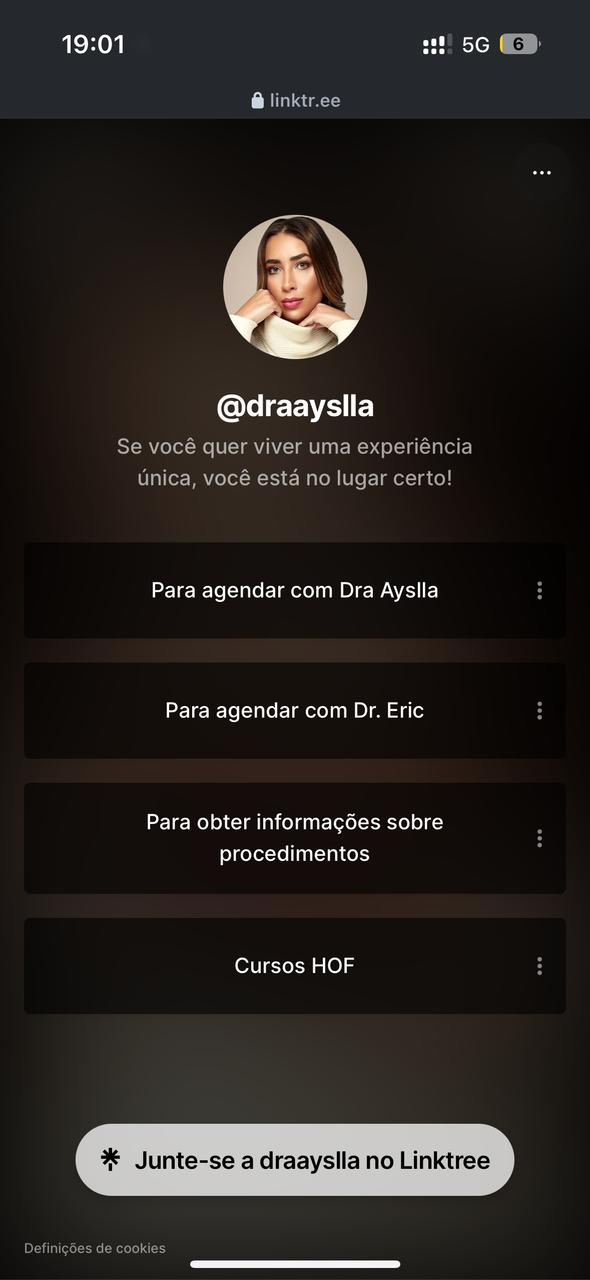 19:01
5G
6
linktr.ee
@draayslla
Se você quer viver uma experiência
única, você está no lugar certo!
Para agendar com Dra Ayslla
Para agendar com Dr. Eric
Para obter informações sobre
procedimentos
Cursos HOF
Junte-se a draayslla no Linktree
Definições de cookies